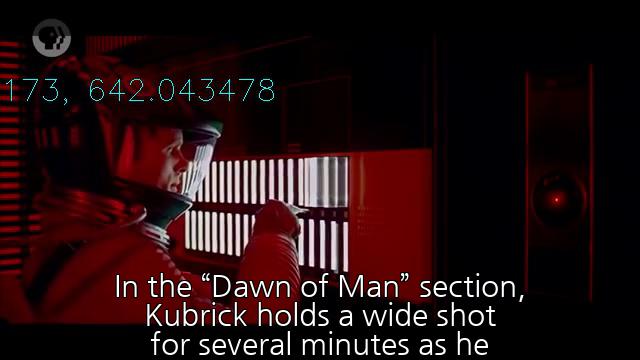 173, 642.043478
In the “Dawn of Man” section,
Kubrick holds a wide shot
for several minutes as he